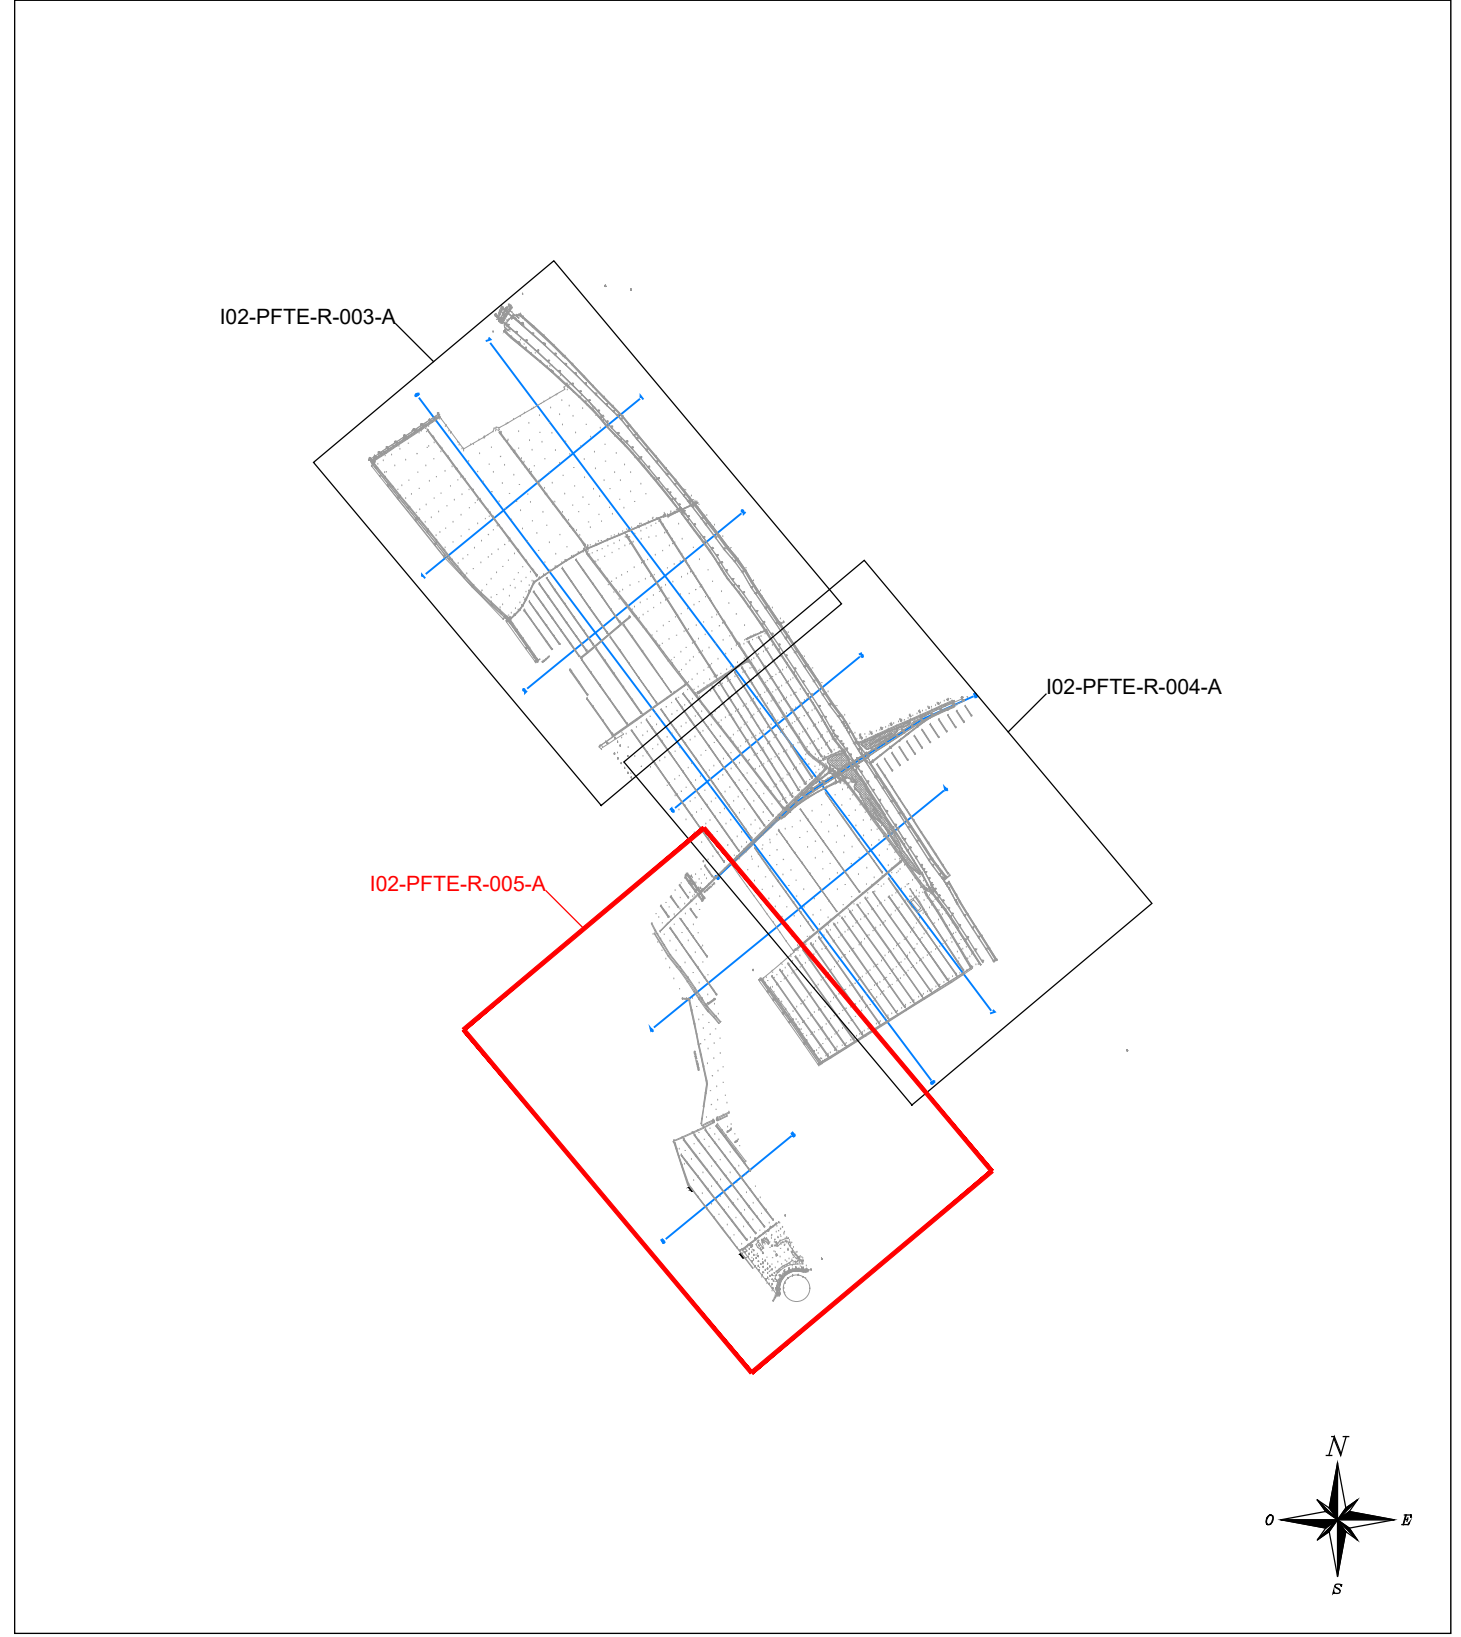 I02-PFTE-R-003-A
I02-PFTE-R-004-A
I02-PFTE-R-005-A
N
O E
S